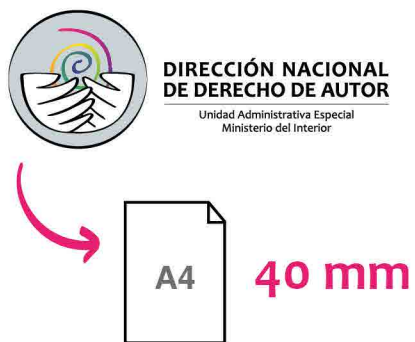 DIRECCIÓN NACIONAL
DE DERECHO DE AUTOR
Unidad Administrativa Especial
Ministerio del Interior
A4
40 mm